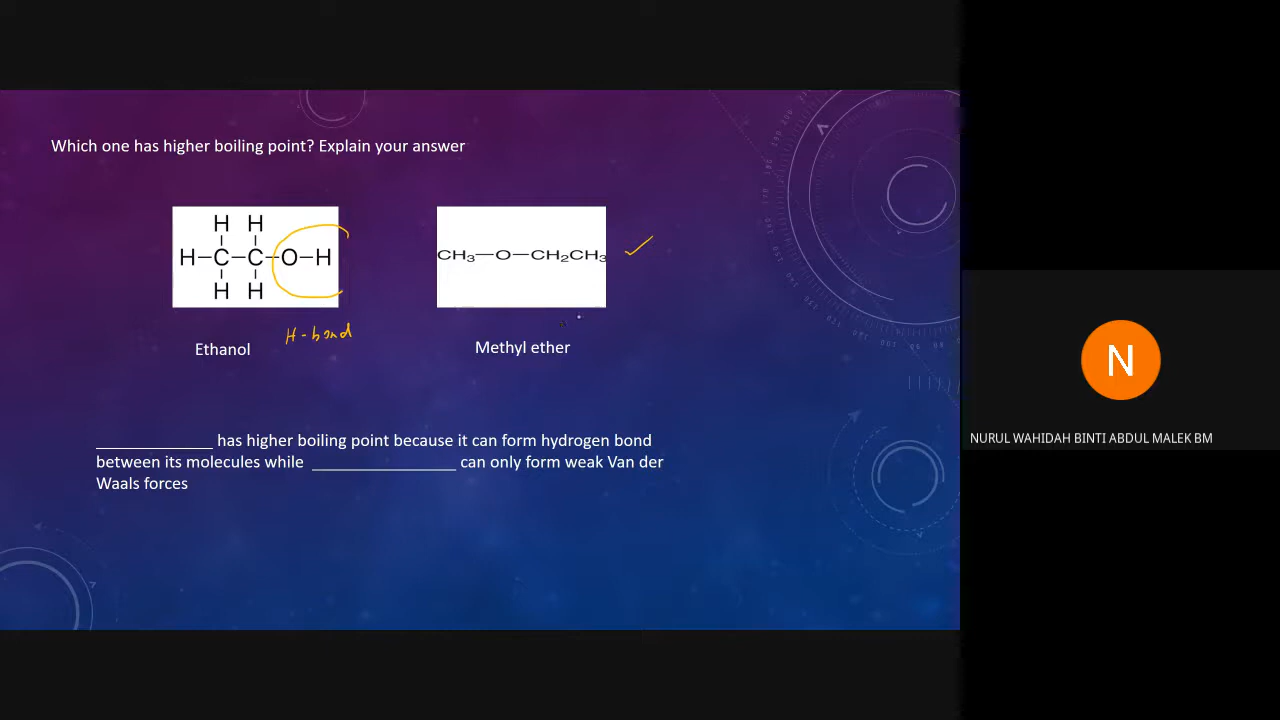 Which one has higher boiling point? Explain your answer
H H
H–C–C–O–H
H H
CH₃—O—CH₂CH₃
H-bond
Ethanol
Methyl ether
_____________ has higher boiling point because it can form hydrogen bond
between its molecules while ________________ can only form weak Van der
Waals forces
N
NURUL WAHIDAH BINTI ABDUL MALEK BM